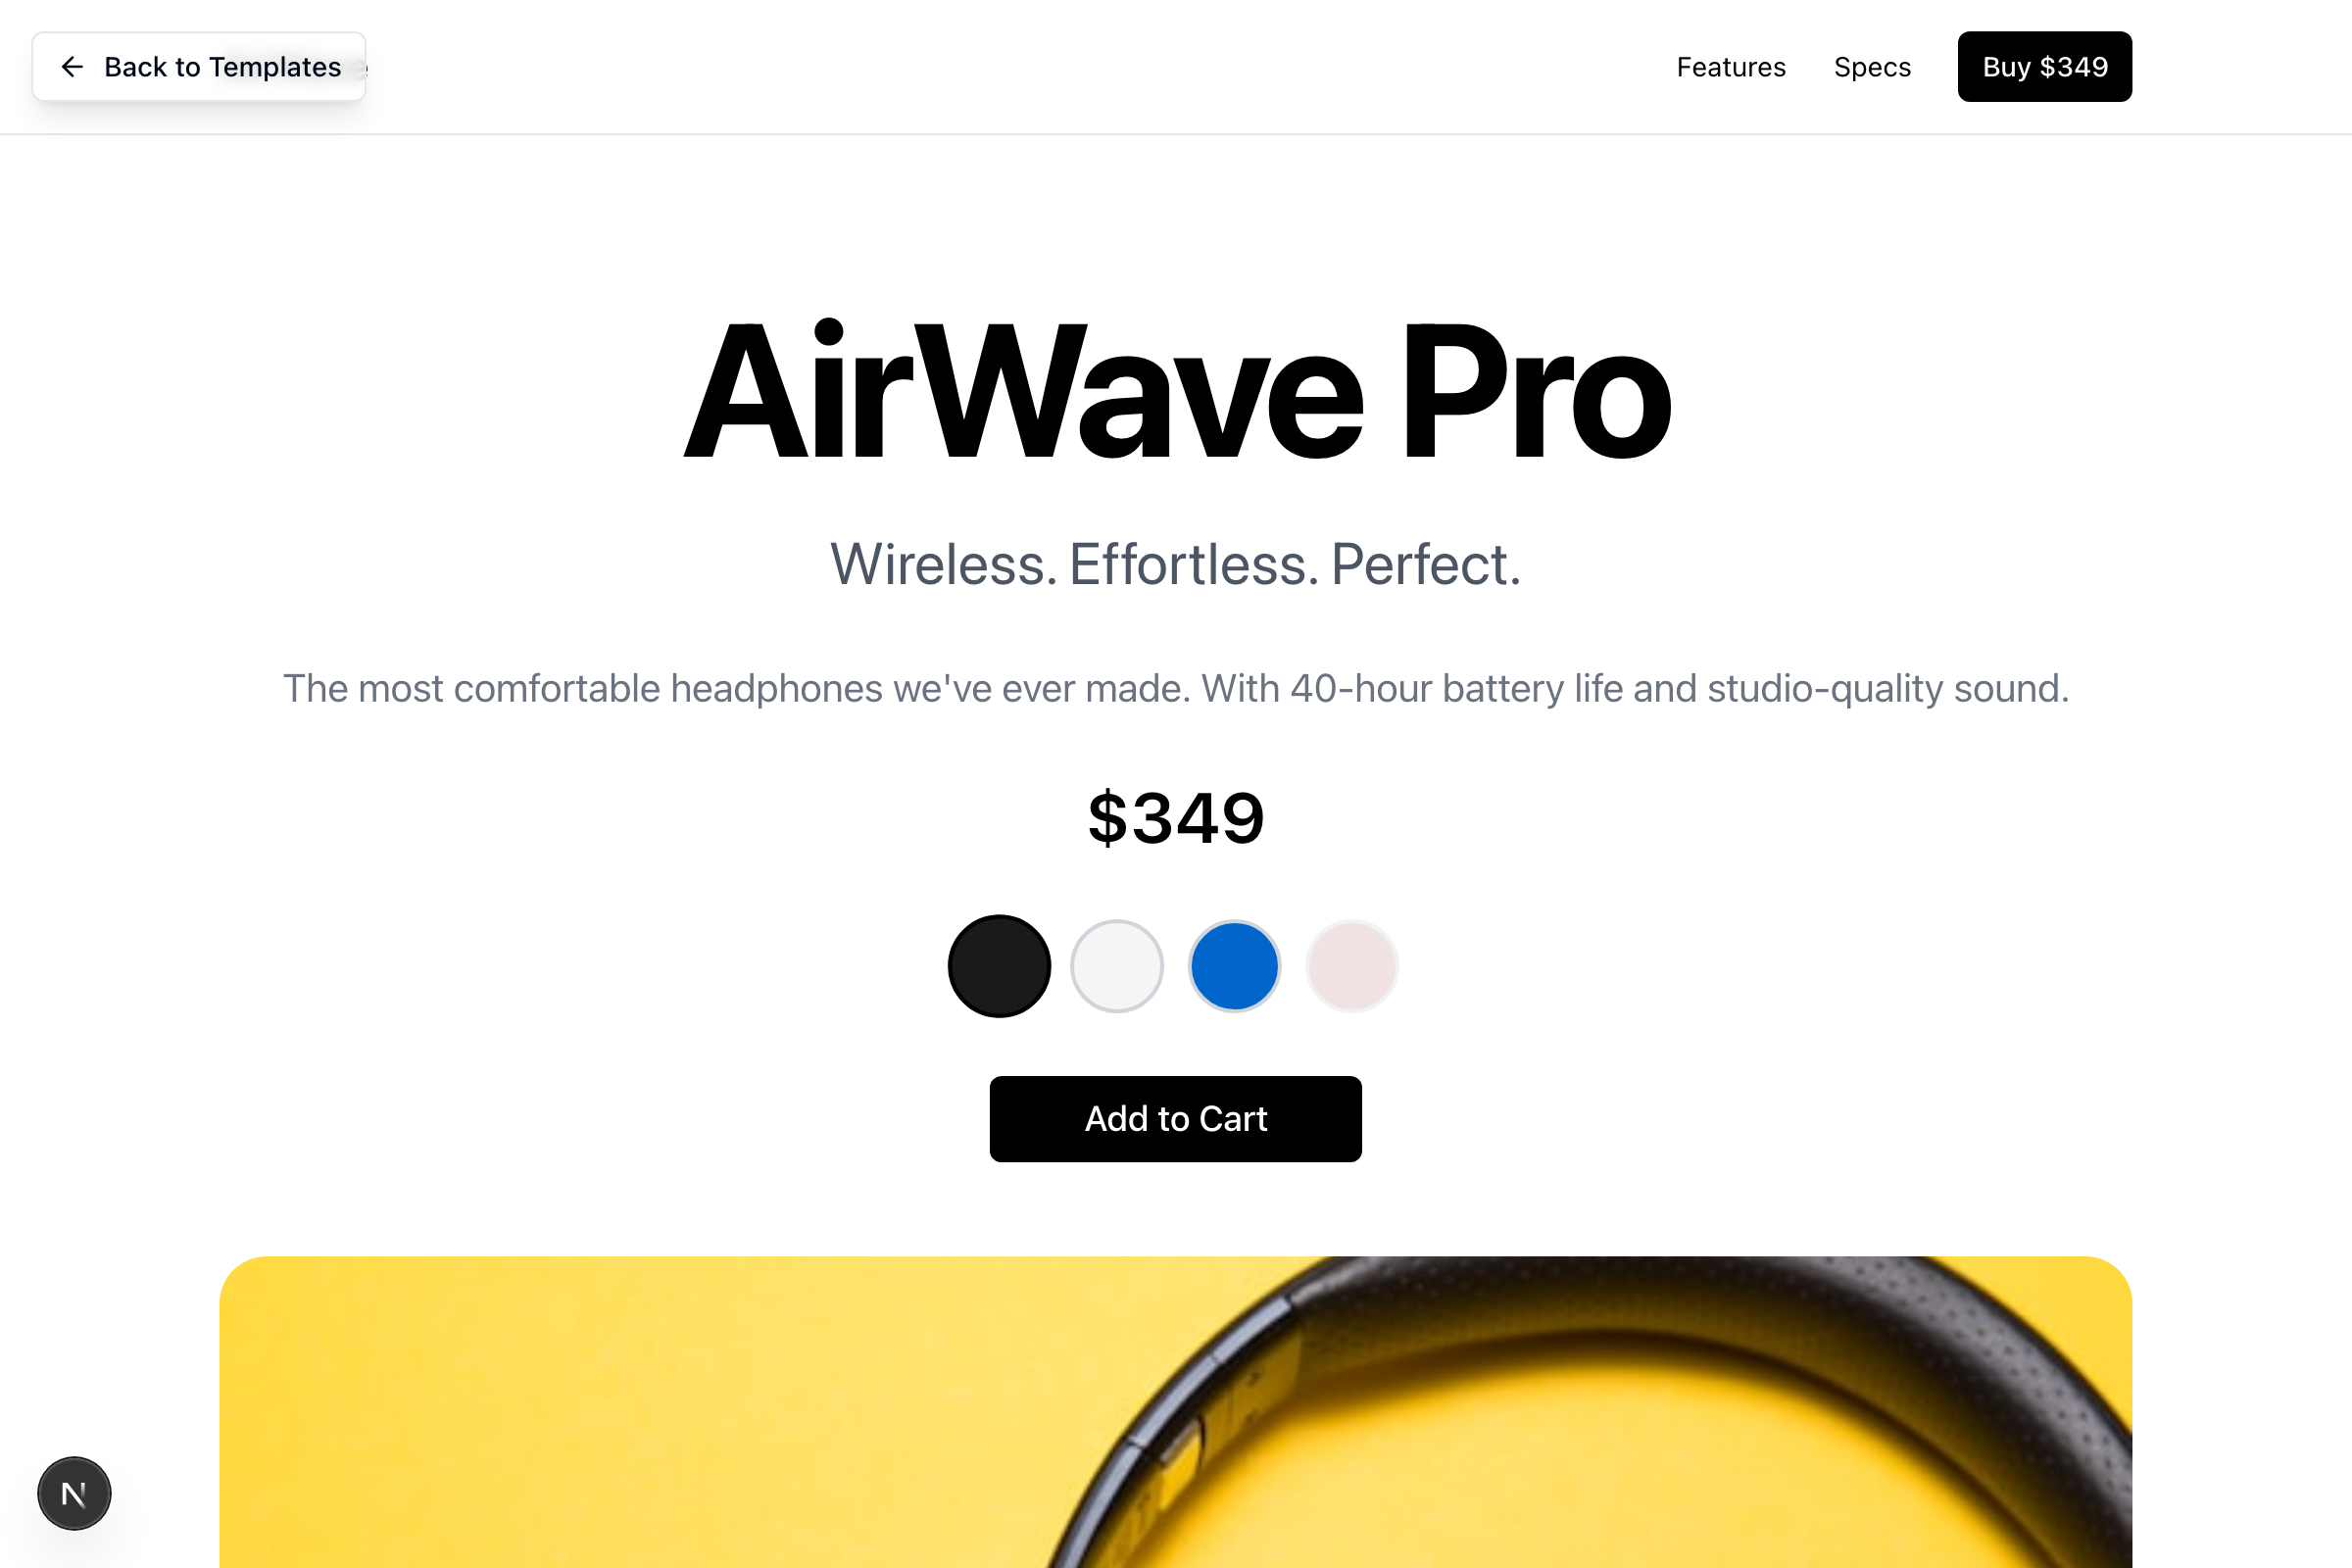 Back to Templates
Features
Specs
Buy $349
AirWave Pro
Wireless. Effortless. Perfect.
The most comfortable headphones we've ever made. With 40-hour battery life and studio-quality sound.
$349
Add to Cart
N